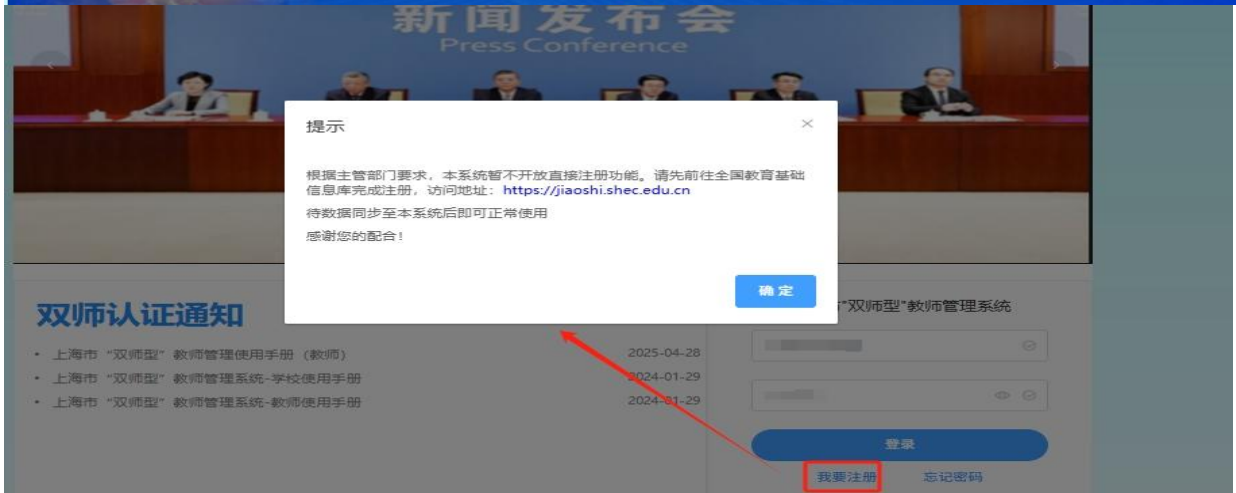 新闻发布会
Press Conference
提示
根据主管部门要求，本系统暂不开放直接注册功能。请先前往全国教育基础
信息库完成注册，访问地址：https://jiaoshi.shec.edu.cn
待数据同步至本系统后即可正常使用
感谢您的配合！
确定
双师认证通知
"双师型"教师管理系统
• 上海市“双师型”教师管理使用手册（教师） 2025-04-28
• 上海市“双师型”教师管理系统-学校使用手册 2024-01-29
• 上海市“双师型”教师管理系统-教师使用手册 2024-01-29
登录
我要注册 忘记密码